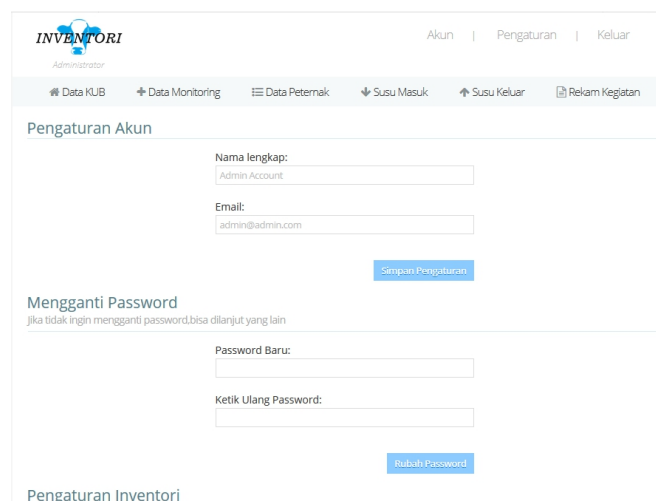 INVENTORI
Administrator
Akun | Pengaturan | Keluar
Data KUB Data Monitoring Data Peternak Susu Masuk Susu Keluar Rekam Kegiatan
Pengaturan Akun
Nama lengkap:
Admin Account
Email:
admin@admin.com
Simpan Pengaturan
Mengganti Password
Jika tidak ingin mengganti password,bisa dilanjut yang lain
Password Baru:
Ketik Ulang Password:
Rubah Password
Pengaturan Inventori